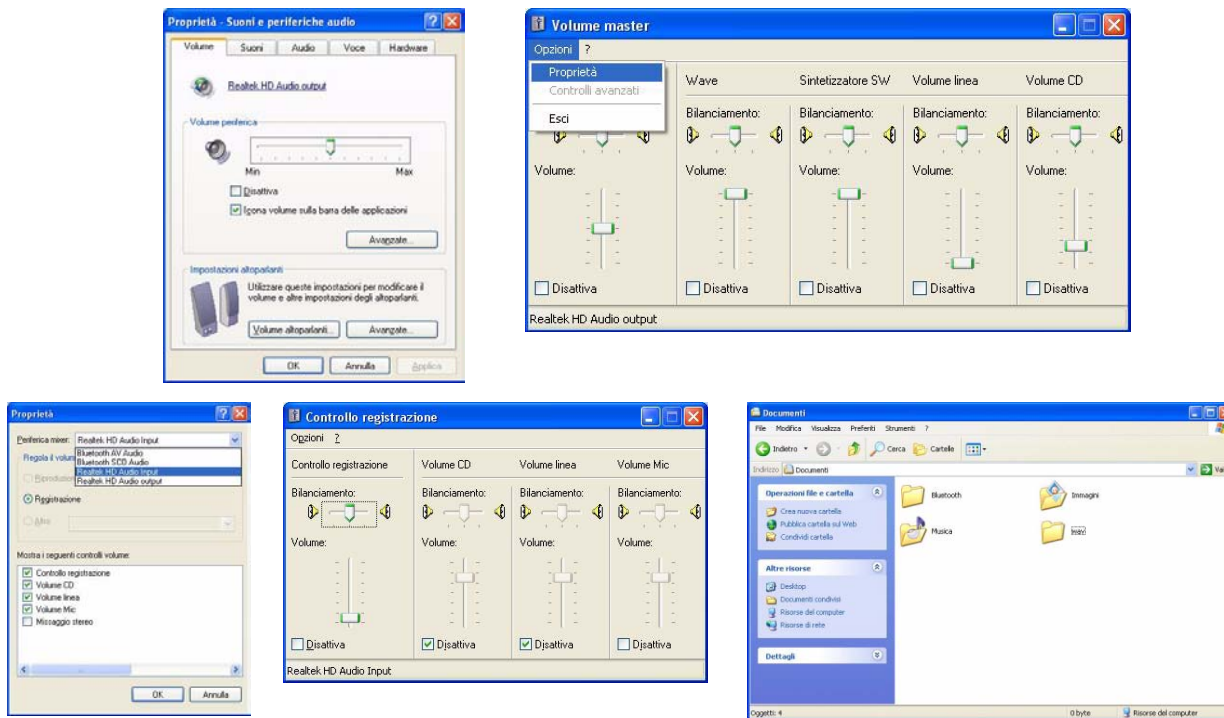 Proprietà - Suoni e periferiche audio
Volume Suoni Audio Voce Hardware
Realtek HD Audio output
Volume periferica
Min Max
Disattiva
Icona volume sulla barra delle applicazioni
Avanzate...
Impostazioni altoparlanti
Utilizzare queste impostazioni per modificare il
volume e altre impostazioni degli altoparlanti.
Volume altoparlanti... Avanzate...
OK Annulla Applica
Volume master
Opzioni ?
Proprietà
Controlli avanzati
Esci
Wave Sintetizzatore SW Volume linea Volume CD
Bilanciamento: Bilanciamento: Bilanciamento: Bilanciamento:
Volume: Volume: Volume: Volume: Volume:
Disattiva Disattiva Disattiva Disattiva Disattiva
Realtek HD Audio output
Proprietà
Periferica mixer: Realtek HD Audio Input
Bluetooth AV Audio
Bluetooth SCO Audio
Realtek HD Audio Input
Realtek HD Audio output
Regola il volume
Riproduzione
Registrazione
Altro
Mostra i seguenti controlli volume:
Controllo registrazione
Volume CD
Volume linea
Volume Mic
Missaggio stereo
OK Annulla
Controllo registrazione
Opzioni ?
Controllo registrazione Volume CD Volume linea Volume Mic
Bilanciamento: Bilanciamento: Bilanciamento: Bilanciamento:
Volume: Volume: Volume: Volume:
Disattiva Disattiva Disattiva Disattiva
Realtek HD Audio Input
Documenti
File Modifica Visualizza Preferiti Strumenti ?
Indietro Cerca Cartelle
Indirizzo Documenti Vai
Operazioni file e cartella
Crea nuova cartella
Pubblica cartella sul Web
Condividi cartella
Altre risorse
Desktop
Documenti condivisi
Risorse del computer
Risorse di rete
Dettagli
Bluetooth Immagini
Musica wav
Oggetti: 4 0 byte Risorse del computer